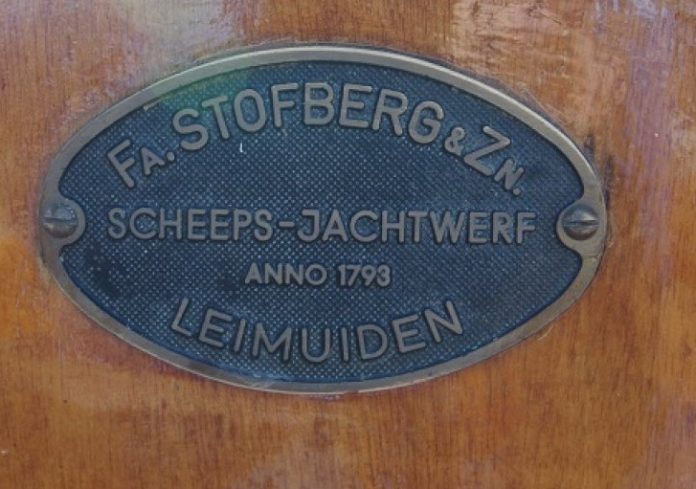 FA. STOFBERG & ZN.
SCHEEPS-JACHTWERF
ANNO 1793
LEIMUIDEN